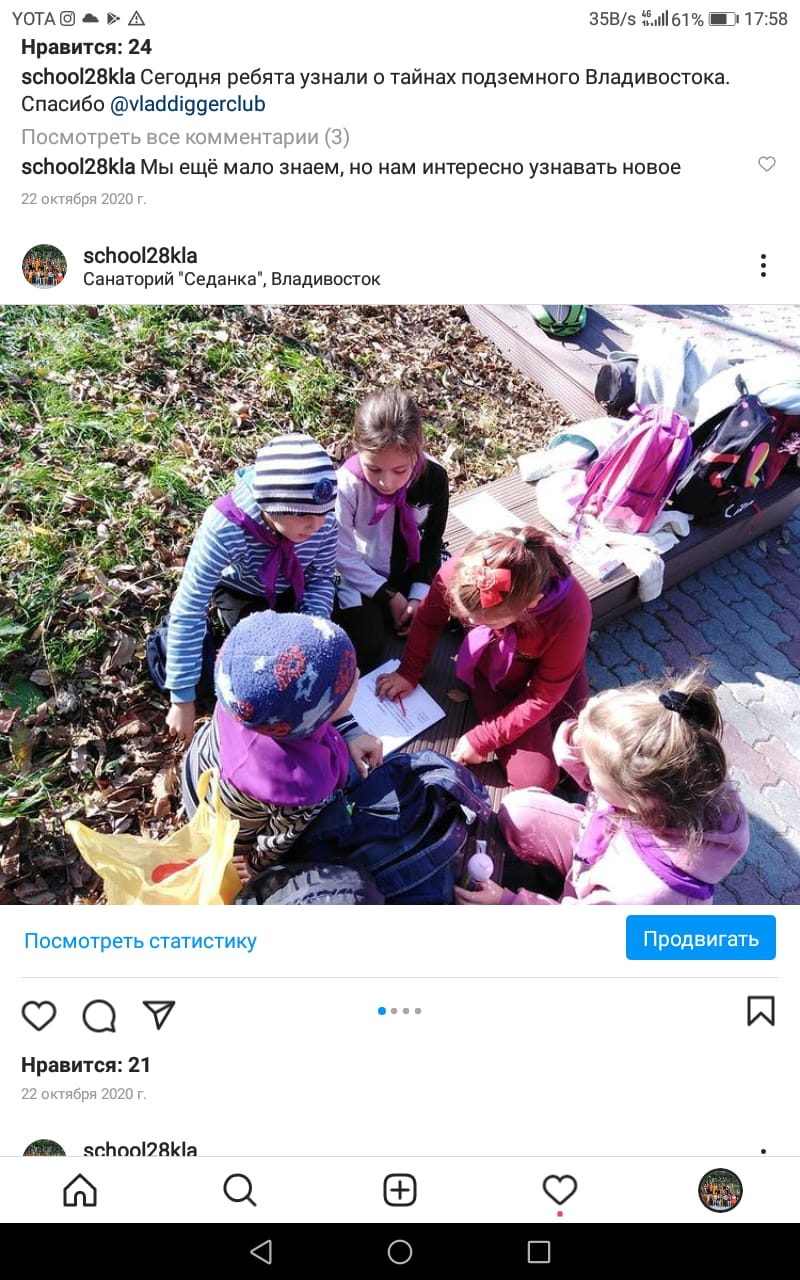 YOTA 35B/s 4G 61% 17:58
Нравится: 24
school28kla Сегодня ребята узнали о тайнах подземного Владивостока.
Спасибо @vladdiggerclub
Посмотреть все комментарии (3)
school28kla Мы ещё мало знаем, но нам интересно узнавать новое
22 октября 2020 г.
school28kla
Санаторий "Седанка", Владивосток
Посмотреть статистику
Продвигать
Нравится: 21
22 октября 2020 г.
school28kla